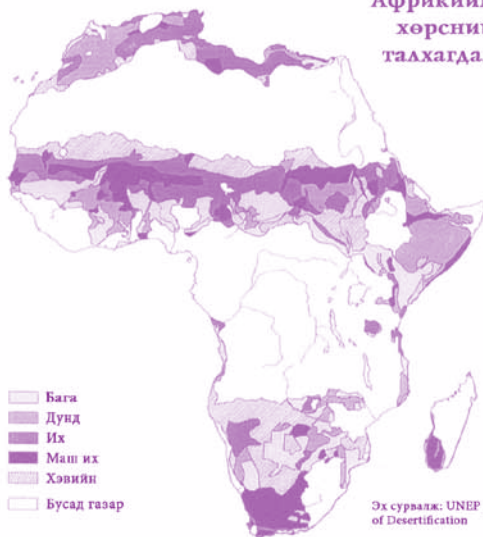 Африкийн
хөрсний
талхагдал
Бага
Дунд
Их
Маш их
Хэвийн
Бусад газар
Эх сурвалж: UNEP
of Desertification